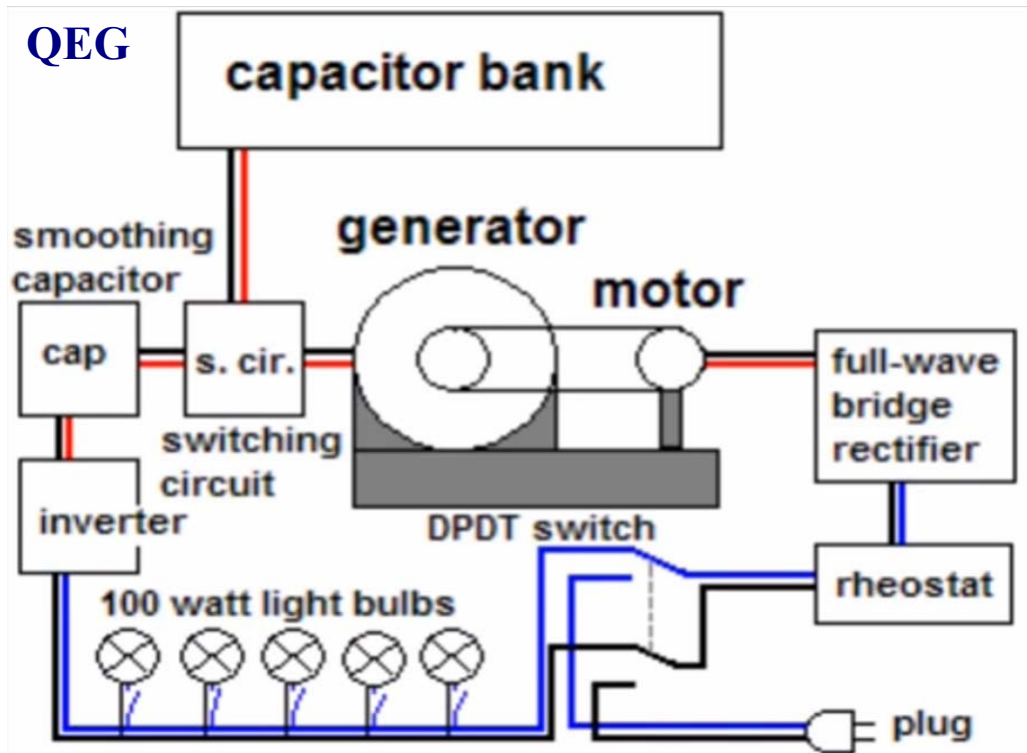 QEG
capacitor bank
smoothing
capacitor
generator
motor
cap
s. cir.
full-wave
bridge
rectifier
switching
circuit
inverter
DPDT switch
rheostat
100 watt light bulbs
plug